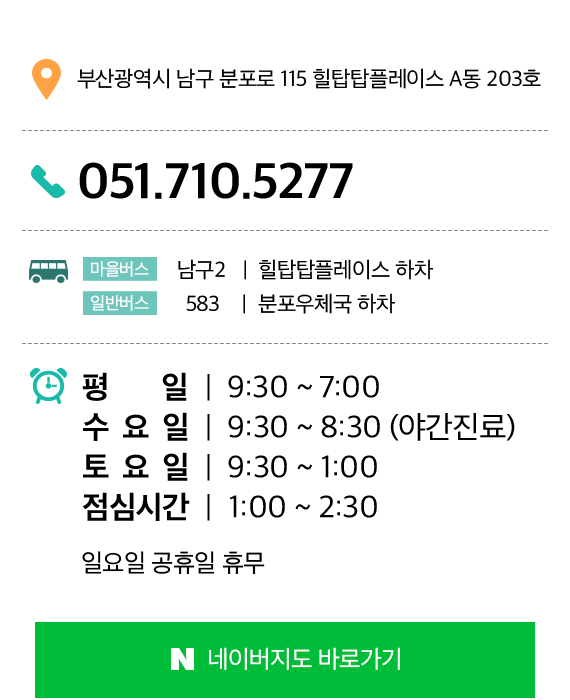 부산광역시 남구 분포로 115 힐탑탑플레이스 A동 203호
051.710.5277
마을버스 남구2 | 힐탑탑플레이스 하차
일반버스 583 | 분포우체국 하차
평 일 | 9:30 ~ 7:00
수 요 일 | 9:30 ~ 8:30 (야간진료)
토 요 일 | 9:30 ~ 1:00
점심시간 | 1:00 ~ 2:30
일요일 공휴일 휴무
N 네이버지도 바로가기